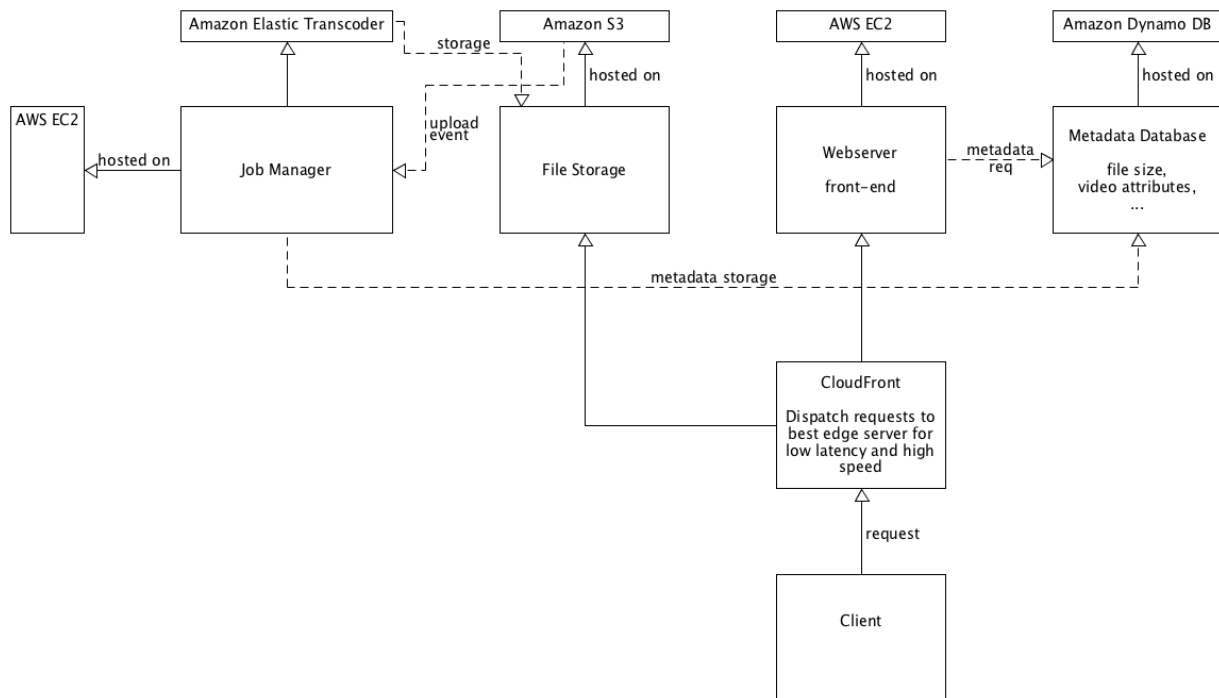 Amazon Elastic Transcoder
Amazon S3
AWS EC2
Amazon Dynamo DB
storage
hosted on
hosted on
hosted on
AWS EC2
upload
event
hosted on
Job Manager
File Storage
Webserver
front-end
metadata
req
Metadata Database
file size,
video attributes,
...
metadata storage
CloudFront
Dispatch requests to
best edge server for
low latency and high
speed
request
Client